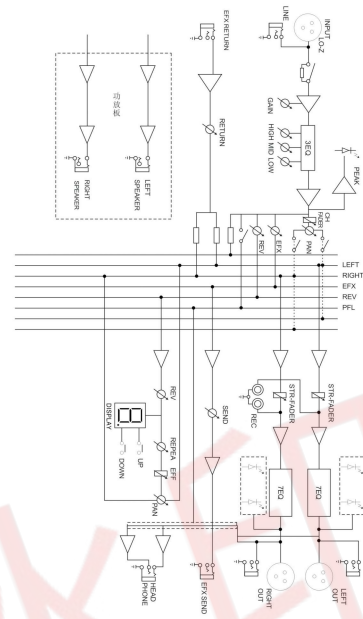 EFX RETURN
LINE
INPUT
LO-Z
功放板
RETURN
GAIN
HIGH
MID
LOW
3EQ
PEAK
RIGHT
SPEAKER
LEFT
SPEAKER
REV
EFX
CH
FADER
PAN
LEFT
RIGHT
EFX
REV
PFL
REV
SEND
STR-FADER
STR-FADER
REC
DISPLAY
REPEA
UP
DOWN
EFF
PAN
7EQ
7EQ
HEAD
PHONE
EFX SEND
RIGHT
OUT
LEFT
OUT